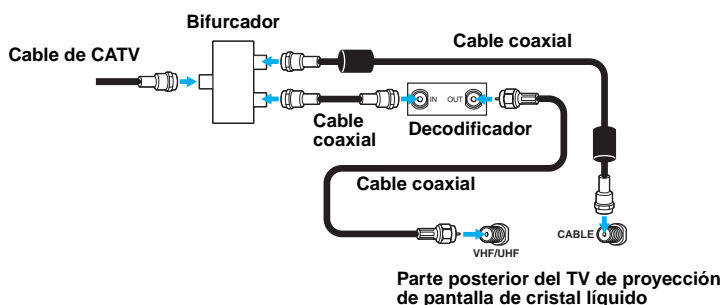 Bifurcador
Cable de CATV
Cable coaxial
IN
OUT
Cable
coaxial
Decodificador
Cable coaxial
CABLE
VHF/UHF
Parte posterior del TV de proyección
de pantalla de cristal líquido